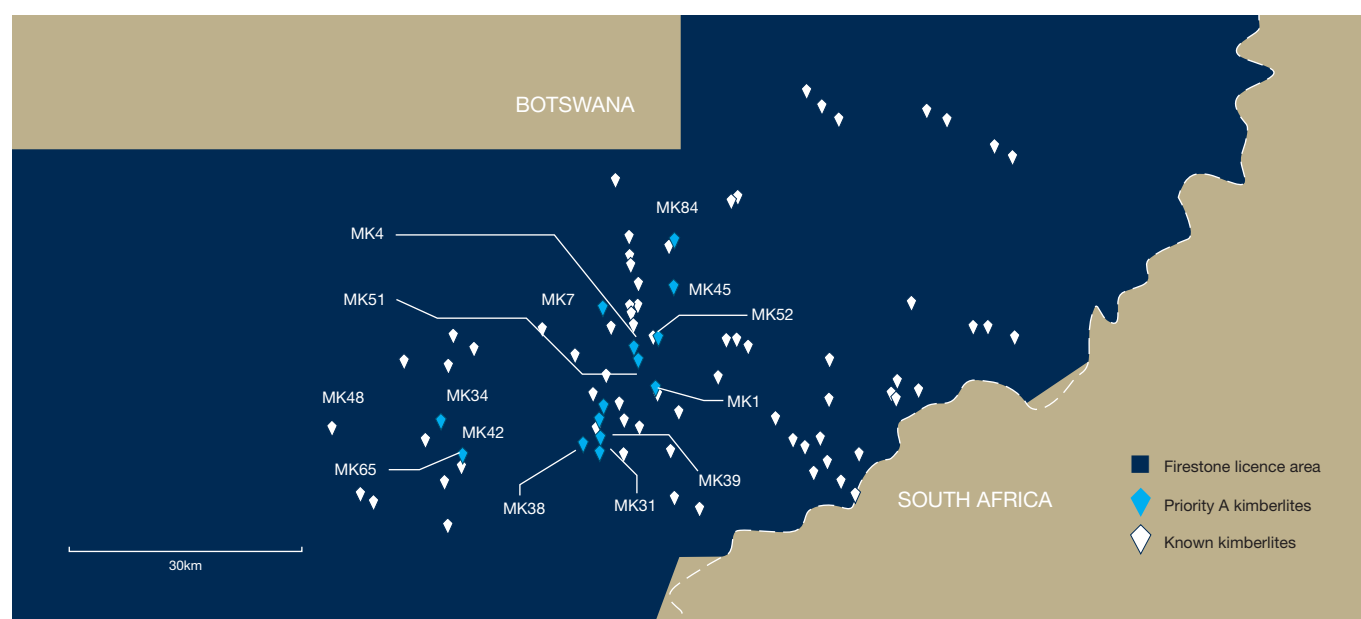 BOTSWANA
MK84
MK4
MK45
MK51
MK7
MK52
MK48
MK34
MK1
MK42
MK65
MK39
MK38
MK31
SOUTH AFRICA
Firestone licence area
Priority A kimberlites
Known kimberlites
30km